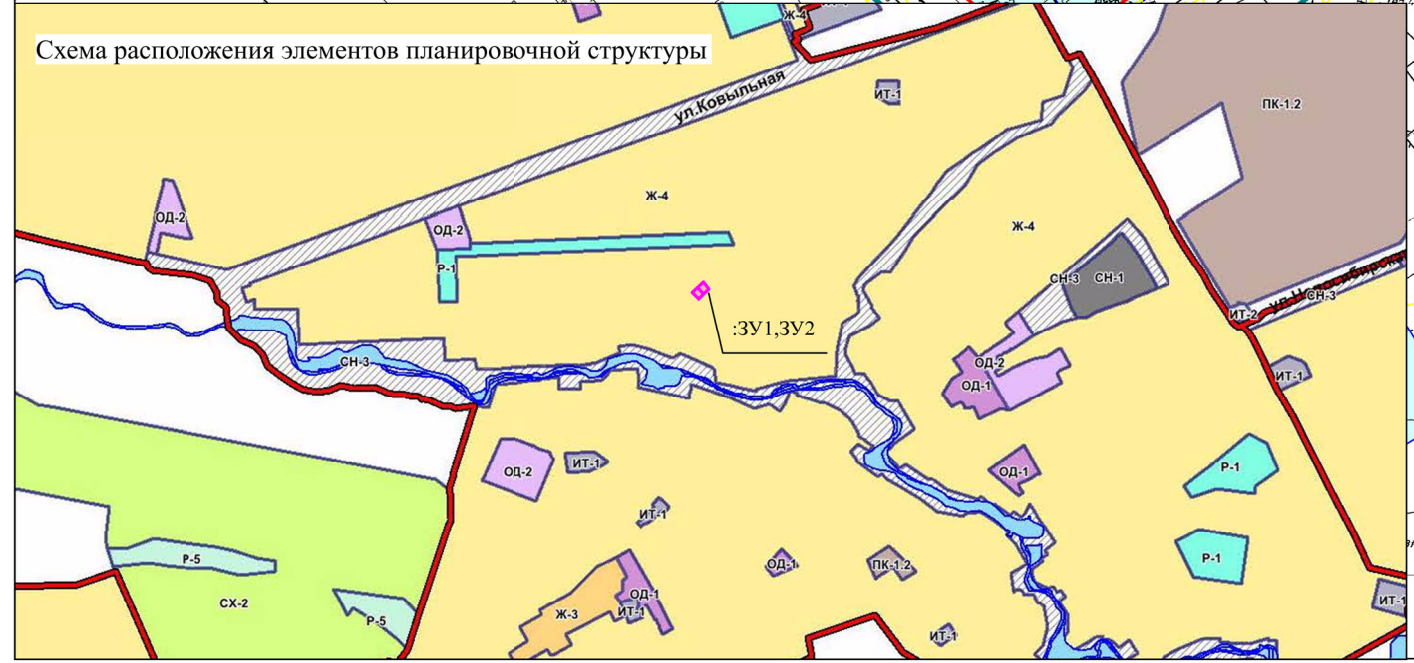 Ж-4
Схема расположения элементов планировочной структуры
ул.Ковыльная
ИТ-1
ПК-1.2
Ж-4
ОД-2
ОД-2
Ж-4
Р-1
СН-3
СН-1
:ЗУ1,ЗУ2
СН-3
ИТ-2
СН-3
ОД-2
ОД-1
ИТ-1
ОД-2
ИТ-1
ОД-1
Р-1
ИТ-1
Р-5
ОД-1
ПК-1.2
Р-1
СХ-2
Р-5
Ж-3
ОД-1
ИТ-1
ИТ-1
ИТ-1